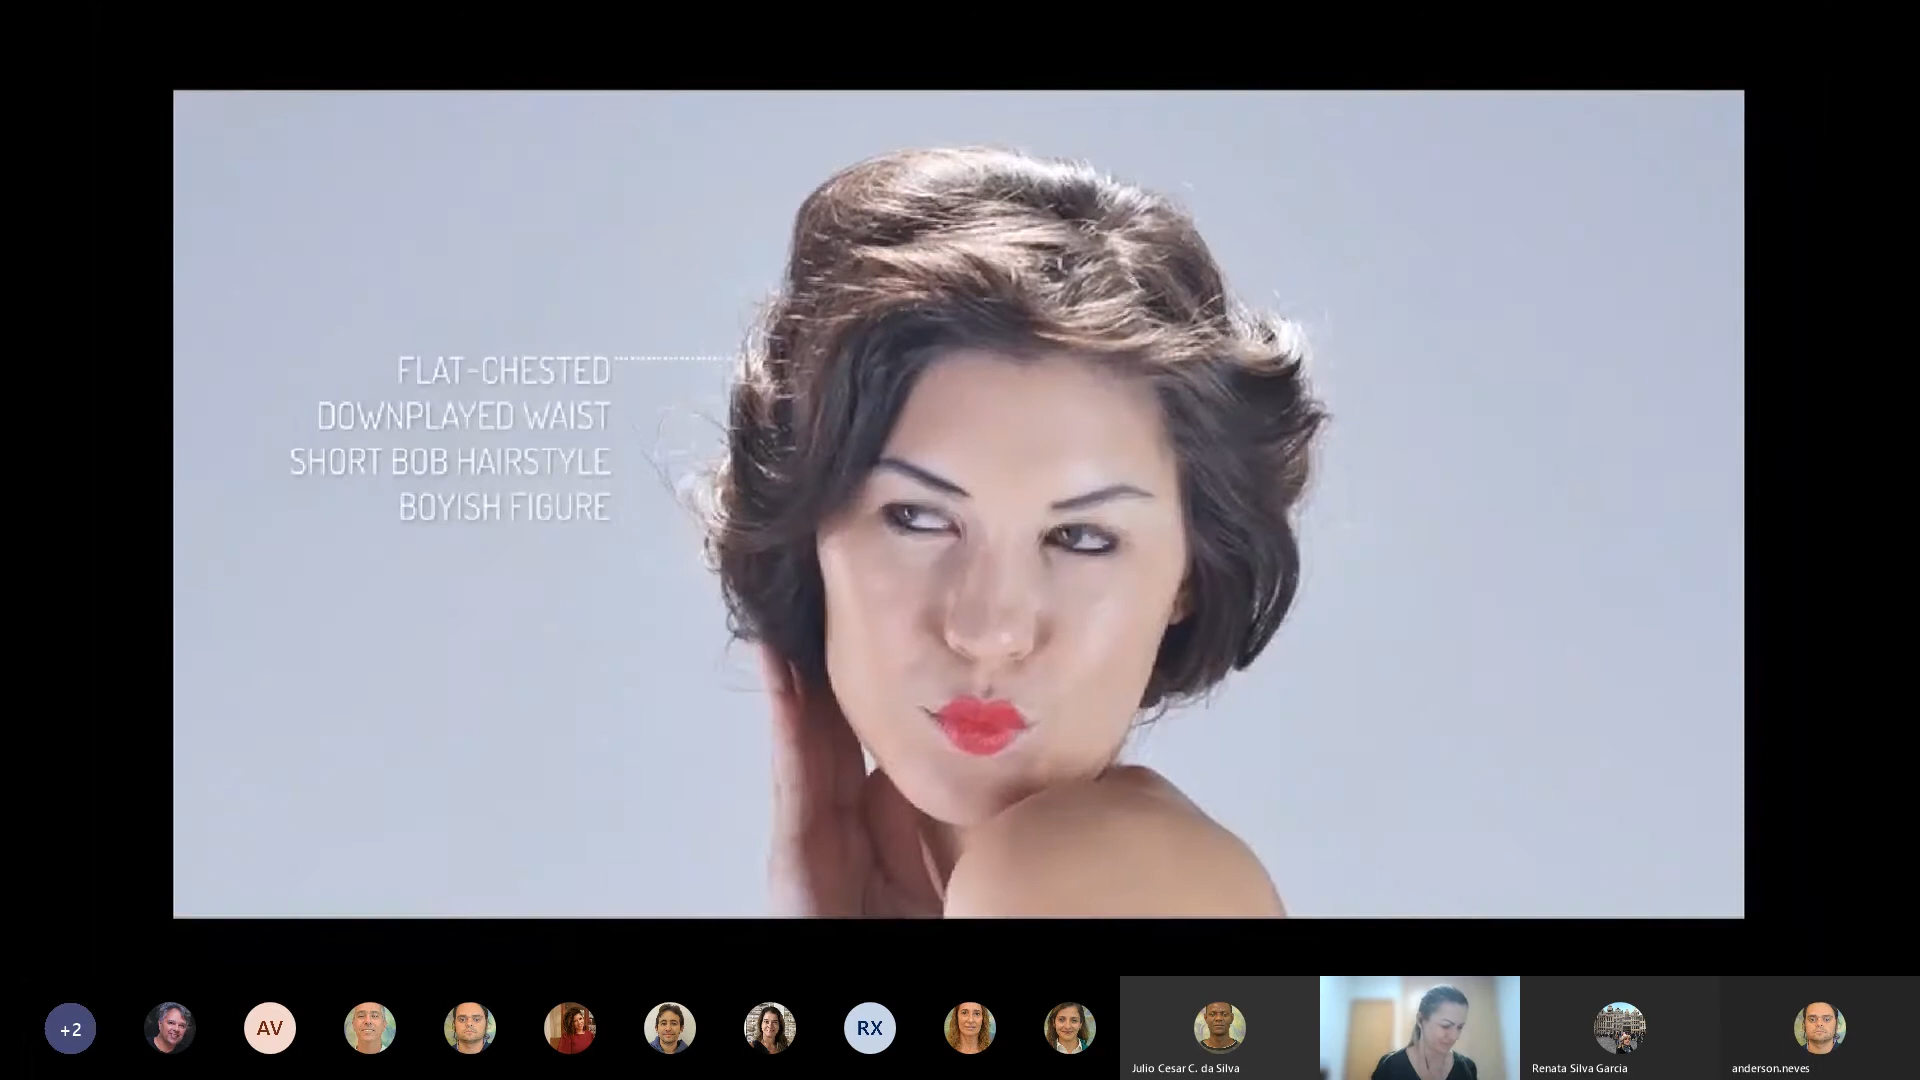 FLAT-CHESTED
DOWNPLAYED WAIST
SHORT BOB HAIRSTYLE
BOYISH FIGURE
+2
AV
RX
Julio Cesar C. da Silva
Renata Silva Garcia
anderson.neves